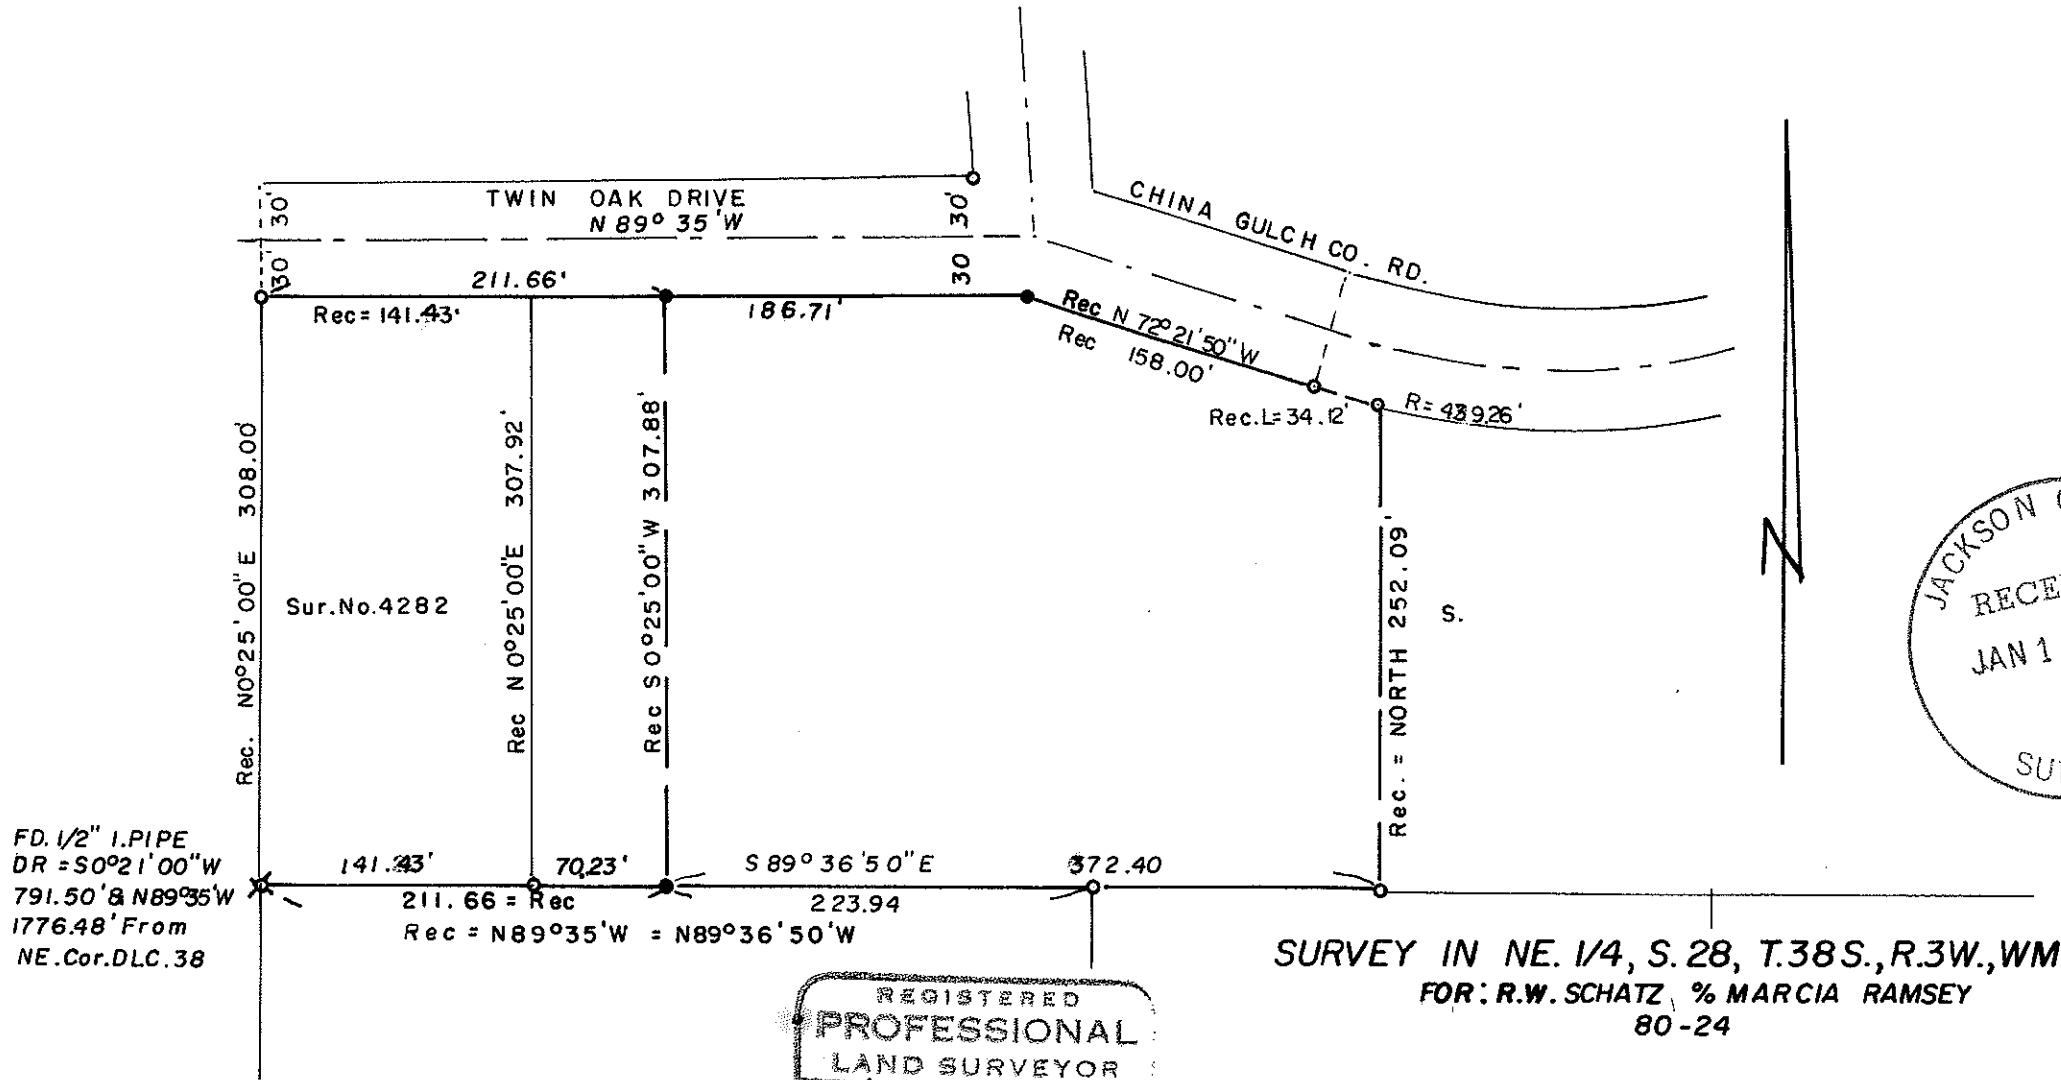 TWIN OAK DRIVE
N 89° 35' W
30'
30'
30'
30
CHINA GULCH CO. RD.
211.66'
Rec = 141.43'
186.71'
Rec N 72° 21' 50" W
Rec 158.00'
Rec. L = 34.12'
R = 439.26'
Rec. N 0° 25' 00" E 308.00'
Sur. No. 4282
Rec N 0° 25' 00" E 307.92'
Rec S 0° 25' 00" W 307.88'
Rec. = NORTH 252.09'
S.
N
JACKSON
JAN 1
FD. 1/2" I.PIPE
DR = S 0° 21' 00" W
791.50' & N89°35'W
1776.48' From
NE. Cor. DLC. 38
141.43'
70.23'
S 89° 36' 50" E
372.40
211.66 = Rec
223.94
Rec = N89°35'W = N89°36'50'W
SURVEY IN NE. 1/4, S. 28, T.38S., R.3W., WM
FOR: R.W. SCHATZ, % MARCIA RAMSEY
80-24
REGISTERED
PROFESSIONAL
LAND SURVEYOR